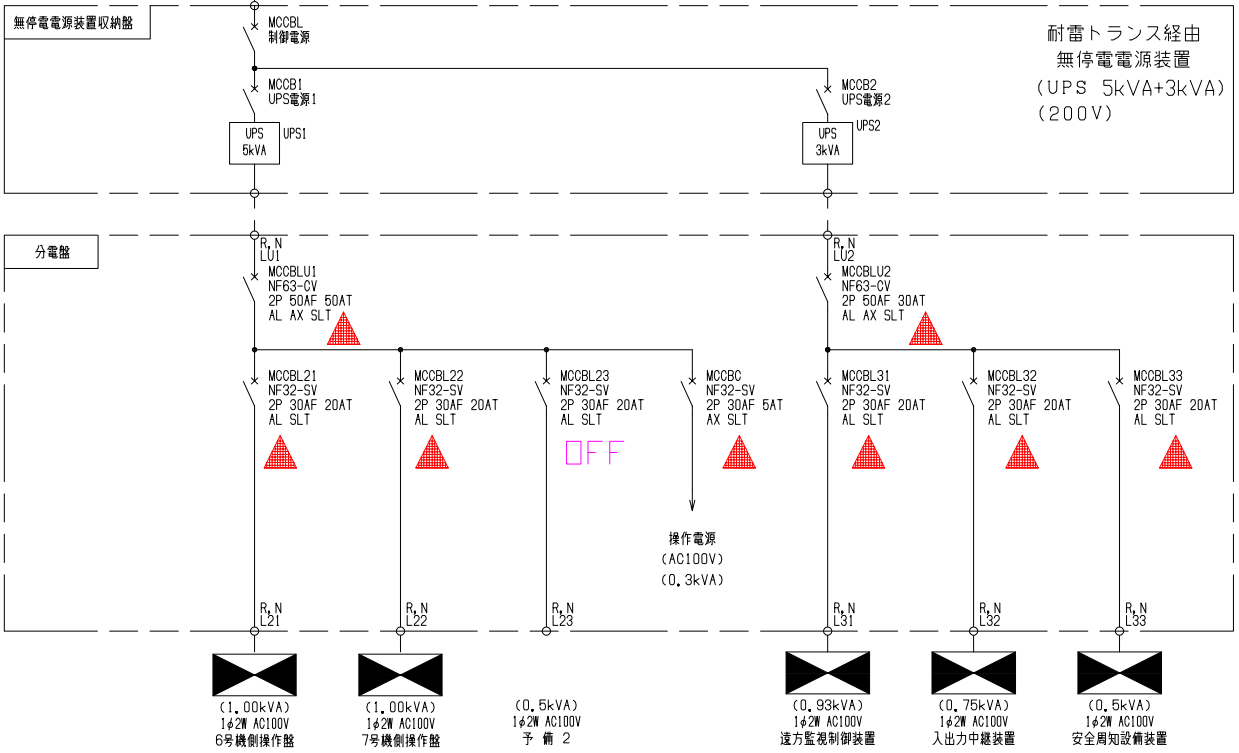 無停電電源装置収納盤
MCCBL
制御電源
耐雷トランス経由
無停電電源装置
(UPS 5kVA+3kVA)
(200V)
MCCB1
UPS電源1
MCCB2
UPS電源2
UPS
5kVA
UPS1
UPS
3kVA
UPS2
分電盤
R,N
LU1
MCCBLU1
NF63-CV
2P 50AF 50AT
AL AX SLT
R,N
LU2
MCCBLU2
NF63-CV
2P 50AF 30AT
AL AX SLT
MCCBL21
NF32-SV
2P 30AF 20AT
AL SLT
MCCBL22
NF32-SV
2P 30AF 20AT
AL SLT
MCCBL23
NF32-SV
2P 30AF 20AT
AL SLT
OFF
MCCBC
NF32-SV
2P 30AF 5AT
AX SLT
MCCBL31
NF32-SV
2P 30AF 20AT
AL SLT
MCCBL32
NF32-SV
2P 30AF 20AT
AL SLT
MCCBL33
NF32-SV
2P 30AF 20AT
AL SLT
操作電源
(AC100V)
(0.3kVA)
R,N
L21
R,N
L22
R,N
L23
R,N
L31
R,N
L32
R,N
L33
(1.00kVA)
1φ2W AC100V
6号機側操作盤
(1.00kVA)
1φ2W AC100V
7号機側操作盤
(0.5kVA)
1φ2W AC100V
予 備 2
(0.93kVA)
1φ2W AC100V
遠方監視制御装置
(0.75kVA)
1φ2W AC100V
入出力中継装置
(0.5kVA)
1φ2W AC100V
安全周知設備装置